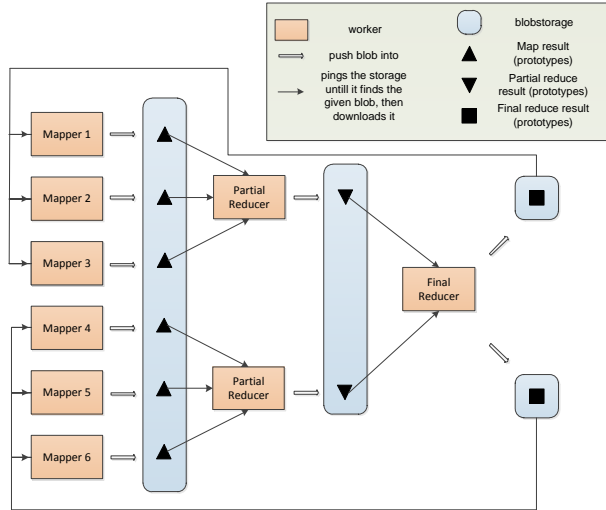 worker
blobstorage
push blob into
Map result
(prototypes)
pings the storage
untill it finds the
given blob, then
downloads it
Partial reduce
result (prototypes)
Final reduce result
(prototypes)
Mapper 1
Mapper 2
Mapper 3
Mapper 4
Mapper 5
Mapper 6
Partial
Reducer
Partial
Reducer
Final
Reducer